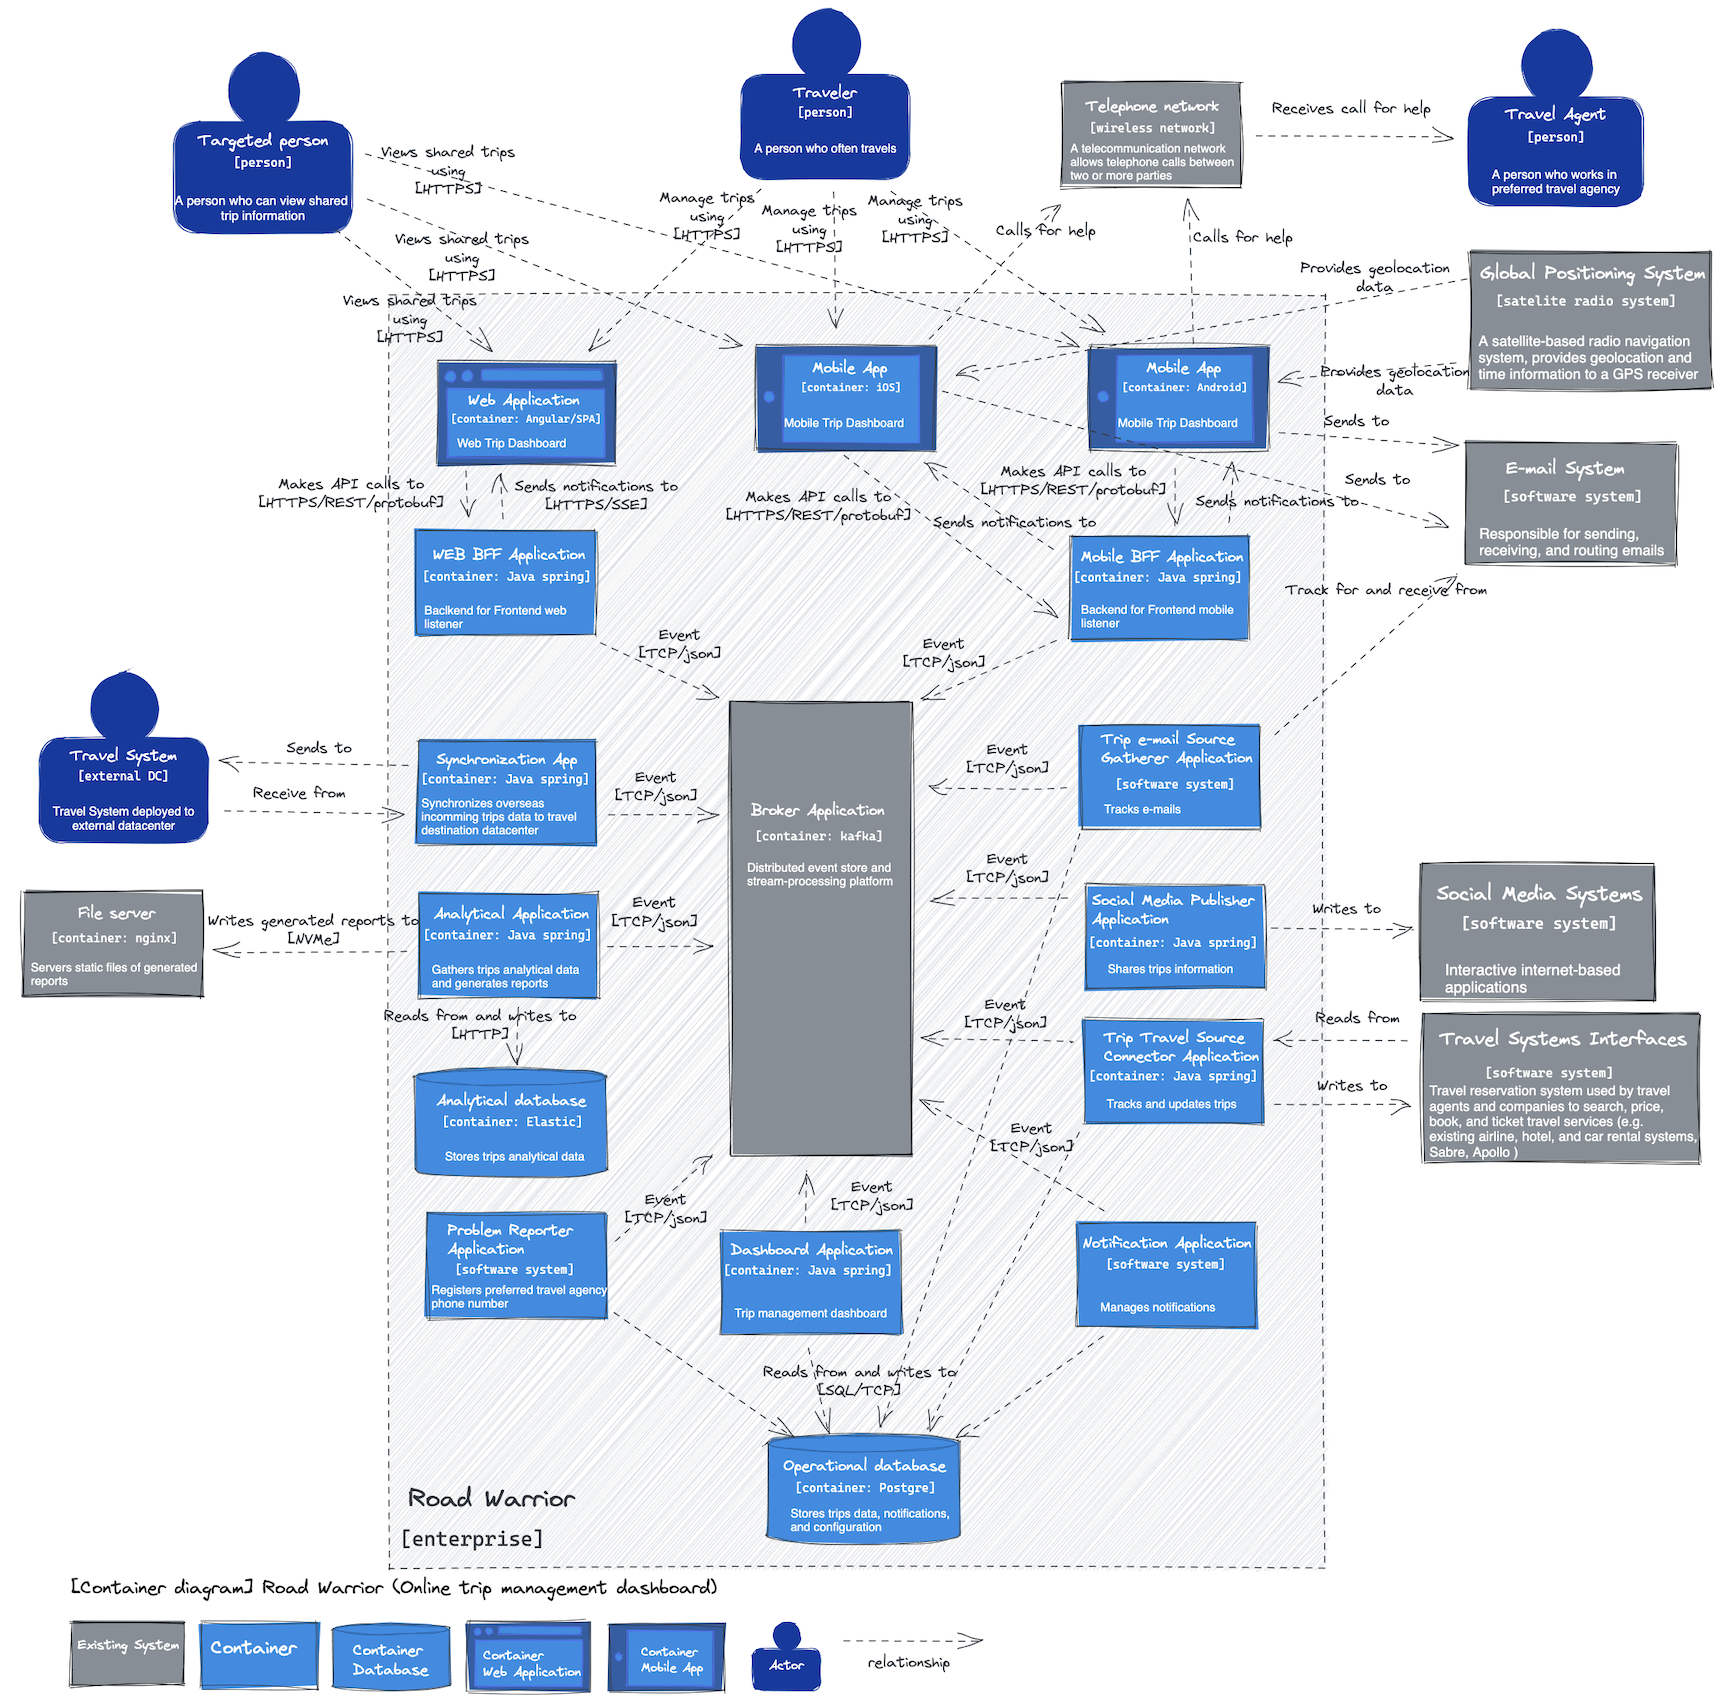 Targeted person
[person]
A person who can view shared
trip information
Traveler
[person]
A person who often travels
Telephone network
[wireless network]
A telecommunication network
allows telephone calls between
two or more parties
Receives call for help
Travel Agent
[person]
A person who works in
preferred travel agency
Views shared trips
using
[HTTPS]
Views shared trips
using
[HTTPS]
Views shared trips
using
[HTTPS]
Manage trips
using
[HTTPS]
Manage trips
using
[HTTPS]
Manage trips
using
[HTTPS]
Calls for help
Calls for help
Provides geolocation
data
Provides geolocation
data
Global Positioning System
[satelite radio system]
A satellite-based radio navigation
system, provides geolocation and
time information to a GPS receiver
Web Application
[container: Angular/SPA]
Web Trip Dashboard
Mobile App
[container: iOS]
Mobile Trip Dashboard
Mobile App
[container: Android]
Mobile Trip Dashboard
Sends to
Sends to
E-mail System
[software system]
Responsible for sending,
receiving, and routing emails
Makes API calls to
[HTTPS/REST/protobuf]
Sends notifications to
[HTTPS/SSE]
Makes API calls to
[HTTPS/REST/protobuf]
Makes API calls to
[HTTPS/REST/protobuf]
Sends notifications to
Sends notifications to
WEB BFF Application
[container: Java spring]
Baclkend for Frontend web
listener
Mobile BFF Application
[container: Java spring]
Backend for Frontend mobile
listener
Track for and receive from
Event
[TCP/json]
Event
[TCP/json]
Travel System
[external DC]
Travel System deployed to
external datacenter
Sends to
Receive from
Synchronization App
[container: Java spring]
Synchronizes overseas
incomming trips data to travel
destination datacenter
Event
[TCP/json]
Broker Application
[container: kafka]
Distributed event store and
stream-processing platform
Event
[TCP/json]
Trip e-mail Source
Gatherer Application
[software system]
Tracks e-mails
File server
[container: nginx]
Servers static files of generated
reports
Writes generated reports to
[NVMe]
Analytical Application
[container: Java spring]
Gathers trips analytical data
and generates reports
Event
[TCP/json]
Event
[TCP/json]
Social Media Publisher
Application
[container: Java spring]
Shares trips information
Writes to
Social Media Systems
[software system]
Interactive internet-based
applications
Reads from and writes to
[HTTP]
Analytical database
[container: Elastic]
Stores trips analytical data
Event
[TCP/json]
Trip Travel Source
Connector Application
[container: Java spring]
Tracks and updates trips
Reads from
Writes to
Travel Systems Interfaces
[software system]
Travel reservation system used by travel
agents and companies to search, price,
book, and ticket travel services (e.g.
existing airline, hotel, and car rental systems,
Sabre, Apollo )
Event
[TCP/json]
Event
[TCP/json]
Event
[TCP/json]
Problem Reporter
Application
[software system]
Registers preferred travel agency
phone number
Dashboard Application
[container: Java spring]
Trip management dashboard
Notification Application
[software system]
Manages notifications
Reads from and writes to
[SQL/TCP]
Operational database
[container: Postgre]
Stores trips data, notifications,
and configuration
Road Warrior
[enterprise]
[Container diagram] Road Warrior (Online trip management dashboard)
Existing System
Container
Container
Database
Container
Web Application
Container
Mobile App
Actor
relationship